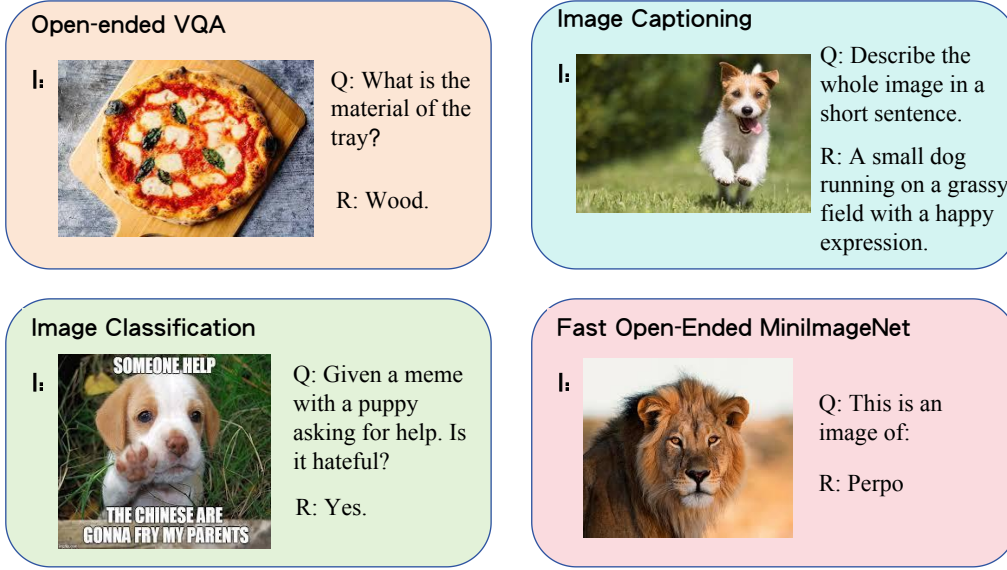 Open-ended VQA
I:
Q: What is the
material of the
tray?
R: Wood.
Image Captioning
I:
Q: Describe the
whole image in a
short sentence.
R: A small dog
running on a grassy
field with a happy
expression.
Image Classification
I:
SOMEONE HELP
THE CHINESE ARE
GONNA FRY MY PARENTS
Q: Given a meme
with a puppy
asking for help. Is
it hateful?
R: Yes.
Fast Open-Ended MiniImageNet
I:
Q: This is an
image of:
R: Perpo